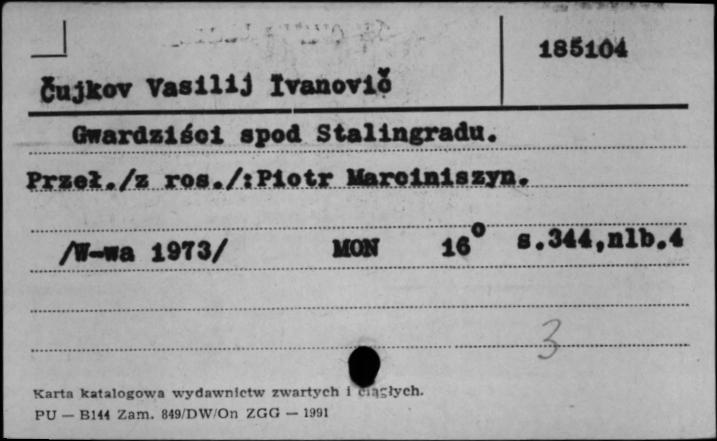 185104
Čujkov Vasilij Ivanovič
Gwardziści spod Stalingradu.
Przeł./z ros./:Piotr Marciniszyn.
/W-wa 1973/ MON 16° s.344,nlb.4
3
Karta katalogowa wydawnictw zwartych i ciągłych.
PU — B144 Zam. 849/DW/On ZGG — 1991